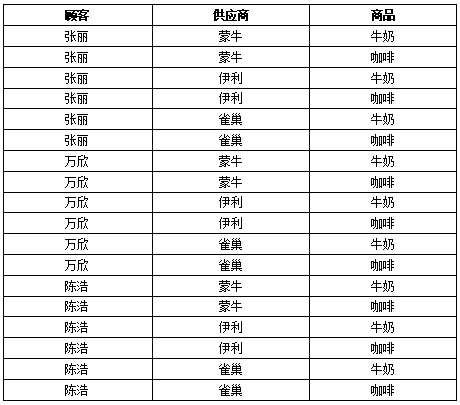 顾客 供应商 商品
张丽 蒙牛 牛奶
张丽 蒙牛 咖啡
张丽 伊利 牛奶
张丽 伊利 咖啡
张丽 雀巢 牛奶
张丽 雀巢 咖啡
万欣 蒙牛 牛奶
万欣 蒙牛 咖啡
万欣 伊利 牛奶
万欣 伊利 咖啡
万欣 雀巢 牛奶
万欣 雀巢 咖啡
陈浩 蒙牛 牛奶
陈浩 蒙牛 咖啡
陈浩 伊利 牛奶
陈浩 伊利 咖啡
陈浩 雀巢 牛奶
陈浩 雀巢 咖啡